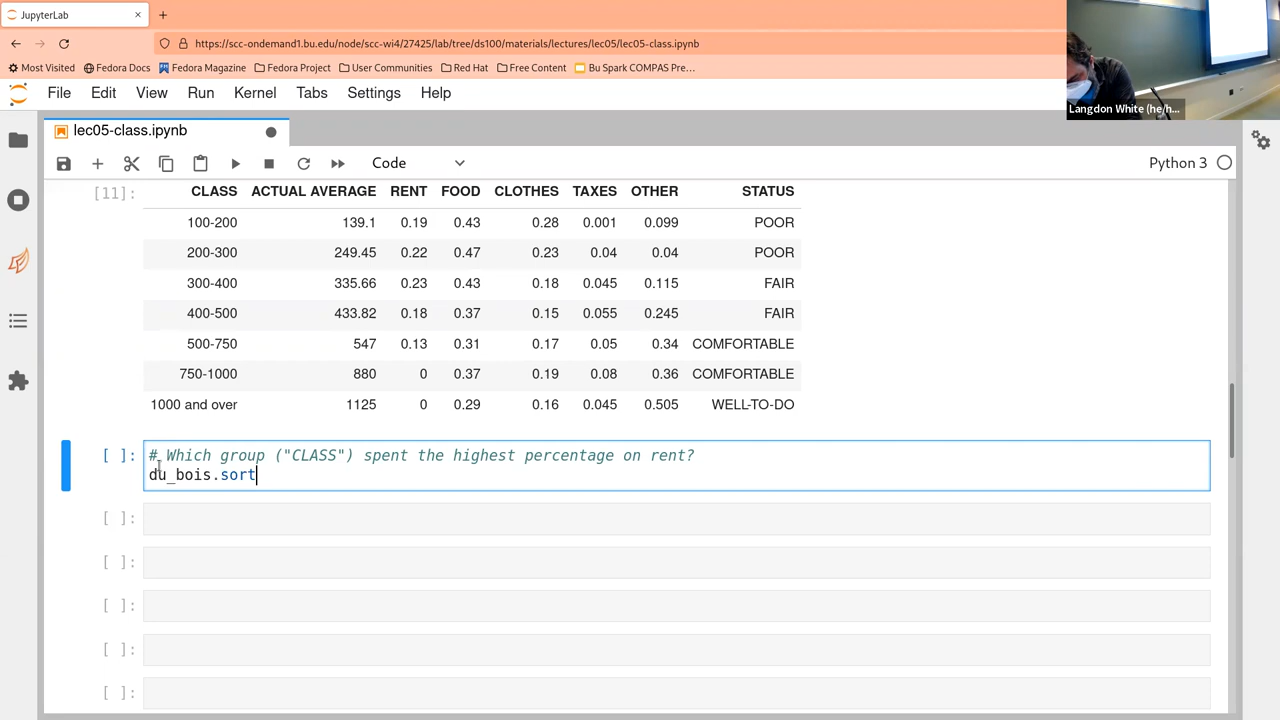 JupyterLab
https://scc-ondemand1.bu.edu/node/scc-wi4/27425/lab/tree/ds100/materials/lectures/lec05/lec05-class.ipynb
Most Visited Fedora Docs Fedora Magazine Fedora Project User Communities Red Hat Free Content Bu Spark COMPAS Pre...
Langdon White (he/h...
File Edit View Run Kernel Tabs Settings Help
lec05-class.ipynb
Code Python 3
[11]: CLASS ACTUAL AVERAGE RENT FOOD CLOTHES TAXES OTHER STATUS
100-200 139.1 0.19 0.43 0.28 0.001 0.099 POOR
200-300 249.45 0.22 0.47 0.23 0.04 0.04 POOR
300-400 335.66 0.23 0.43 0.18 0.045 0.115 FAIR
400-500 433.82 0.18 0.37 0.15 0.055 0.245 FAIR
500-750 547 0.13 0.31 0.17 0.05 0.34 COMFORTABLE
750-1000 880 0 0.37 0.19 0.08 0.36 COMFORTABLE
1000 and over 1125 0 0.29 0.16 0.045 0.505 WELL-TO-DO
[ ]: # Which group ("CLASS") spent the highest percentage on rent?
du_bois.sort
[ ]:
[ ]:
[ ]:
[ ]:
[ ]: